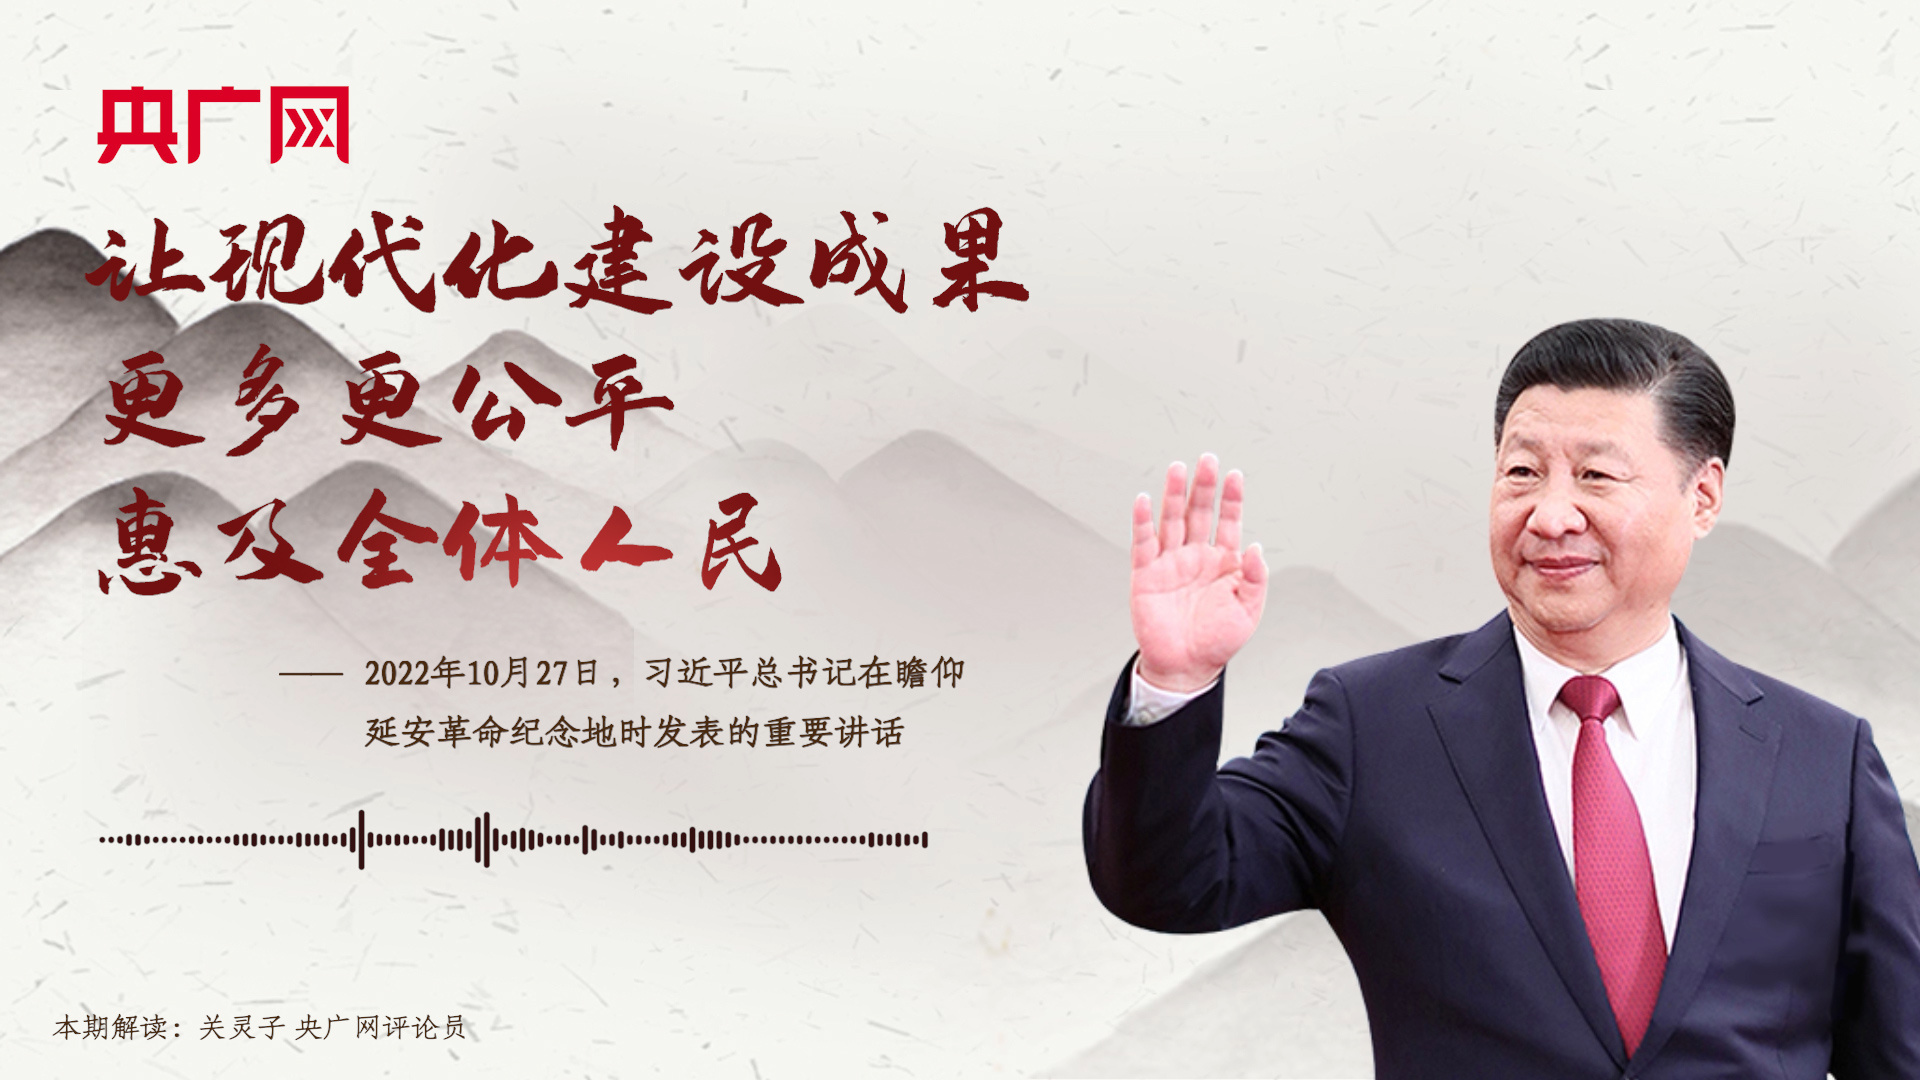 央广网
让现代化建设成果
更多更公平
惠及全体人民
—— 2022年10月27日，习近平总书记在瞻仰
延安革命纪念地时发表的重要讲话
本期解读：关灵子 央广网评论员